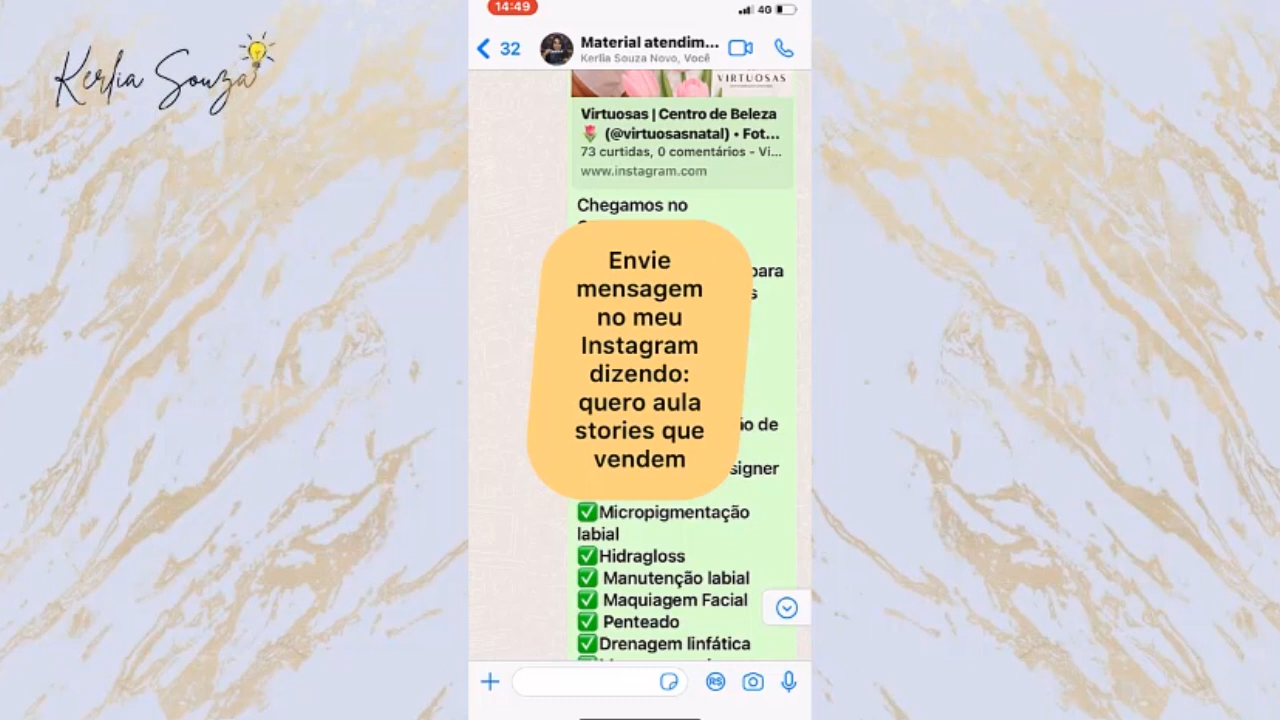 Kerlia Souza
14:49
4G
32
Material atendim...
Kerlia Souza Novo, Você
VIRTUOSAS
Virtuosas | Centro de Beleza
🌷 (@virtuosasnatal) • Fot...
73 curtidas, 0 comentários - Vi...
www.instagram.com
Chegamos no
para
s
Envie
mensagem
no meu
Instagram
dizendo:
quero aula
stories que
vendem
ão de
signer
✅Micropigmentação
labial
✅Hidragloss
✅ Manutenção labial
✅ Maquiagem Facial
✅ Penteado
✅Drenagem linfática
R$